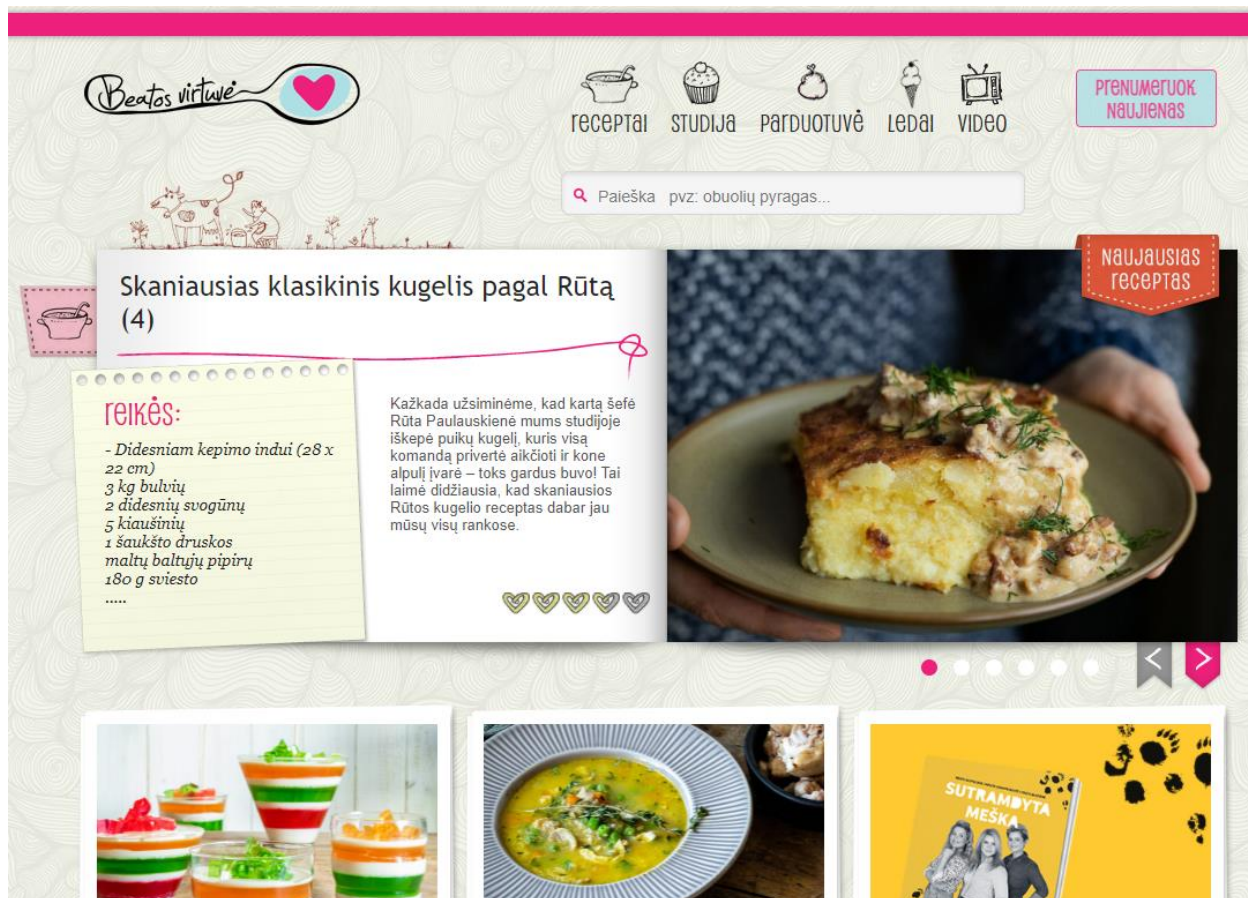 Beatos virtuvė
receptai studija parduotuvė ledai video
prenumeruok
naujienas
Paieška pvz: obuolių pyragas...
Skaniausias klasikinis kugelis pagal Rūtą
(4)
Naujausias
receptas
reikės:
- Didesniam kepimo indui (28 x
22 cm)
3 kg bulvių
2 didesnių svogūnų
5 kiaušinių
1 šaukšto druskos
maltų baltųjų pipirų
180 g sviesto
.....
Kažkada užsiminėme, kad kartą šefė
Rūta Paulauskienė mums studijoje
iškepė puikų kugelį, kuris visą
komandą privertė aikčioti ir kone
alpulį įvarė – toks gardus buvo! Tai
laimė didžiausia, kad skaniausios
Rūtos kugelio receptas dabar jau
mūsų visų rankose.
SUTRAMDYTA
MEŠKA